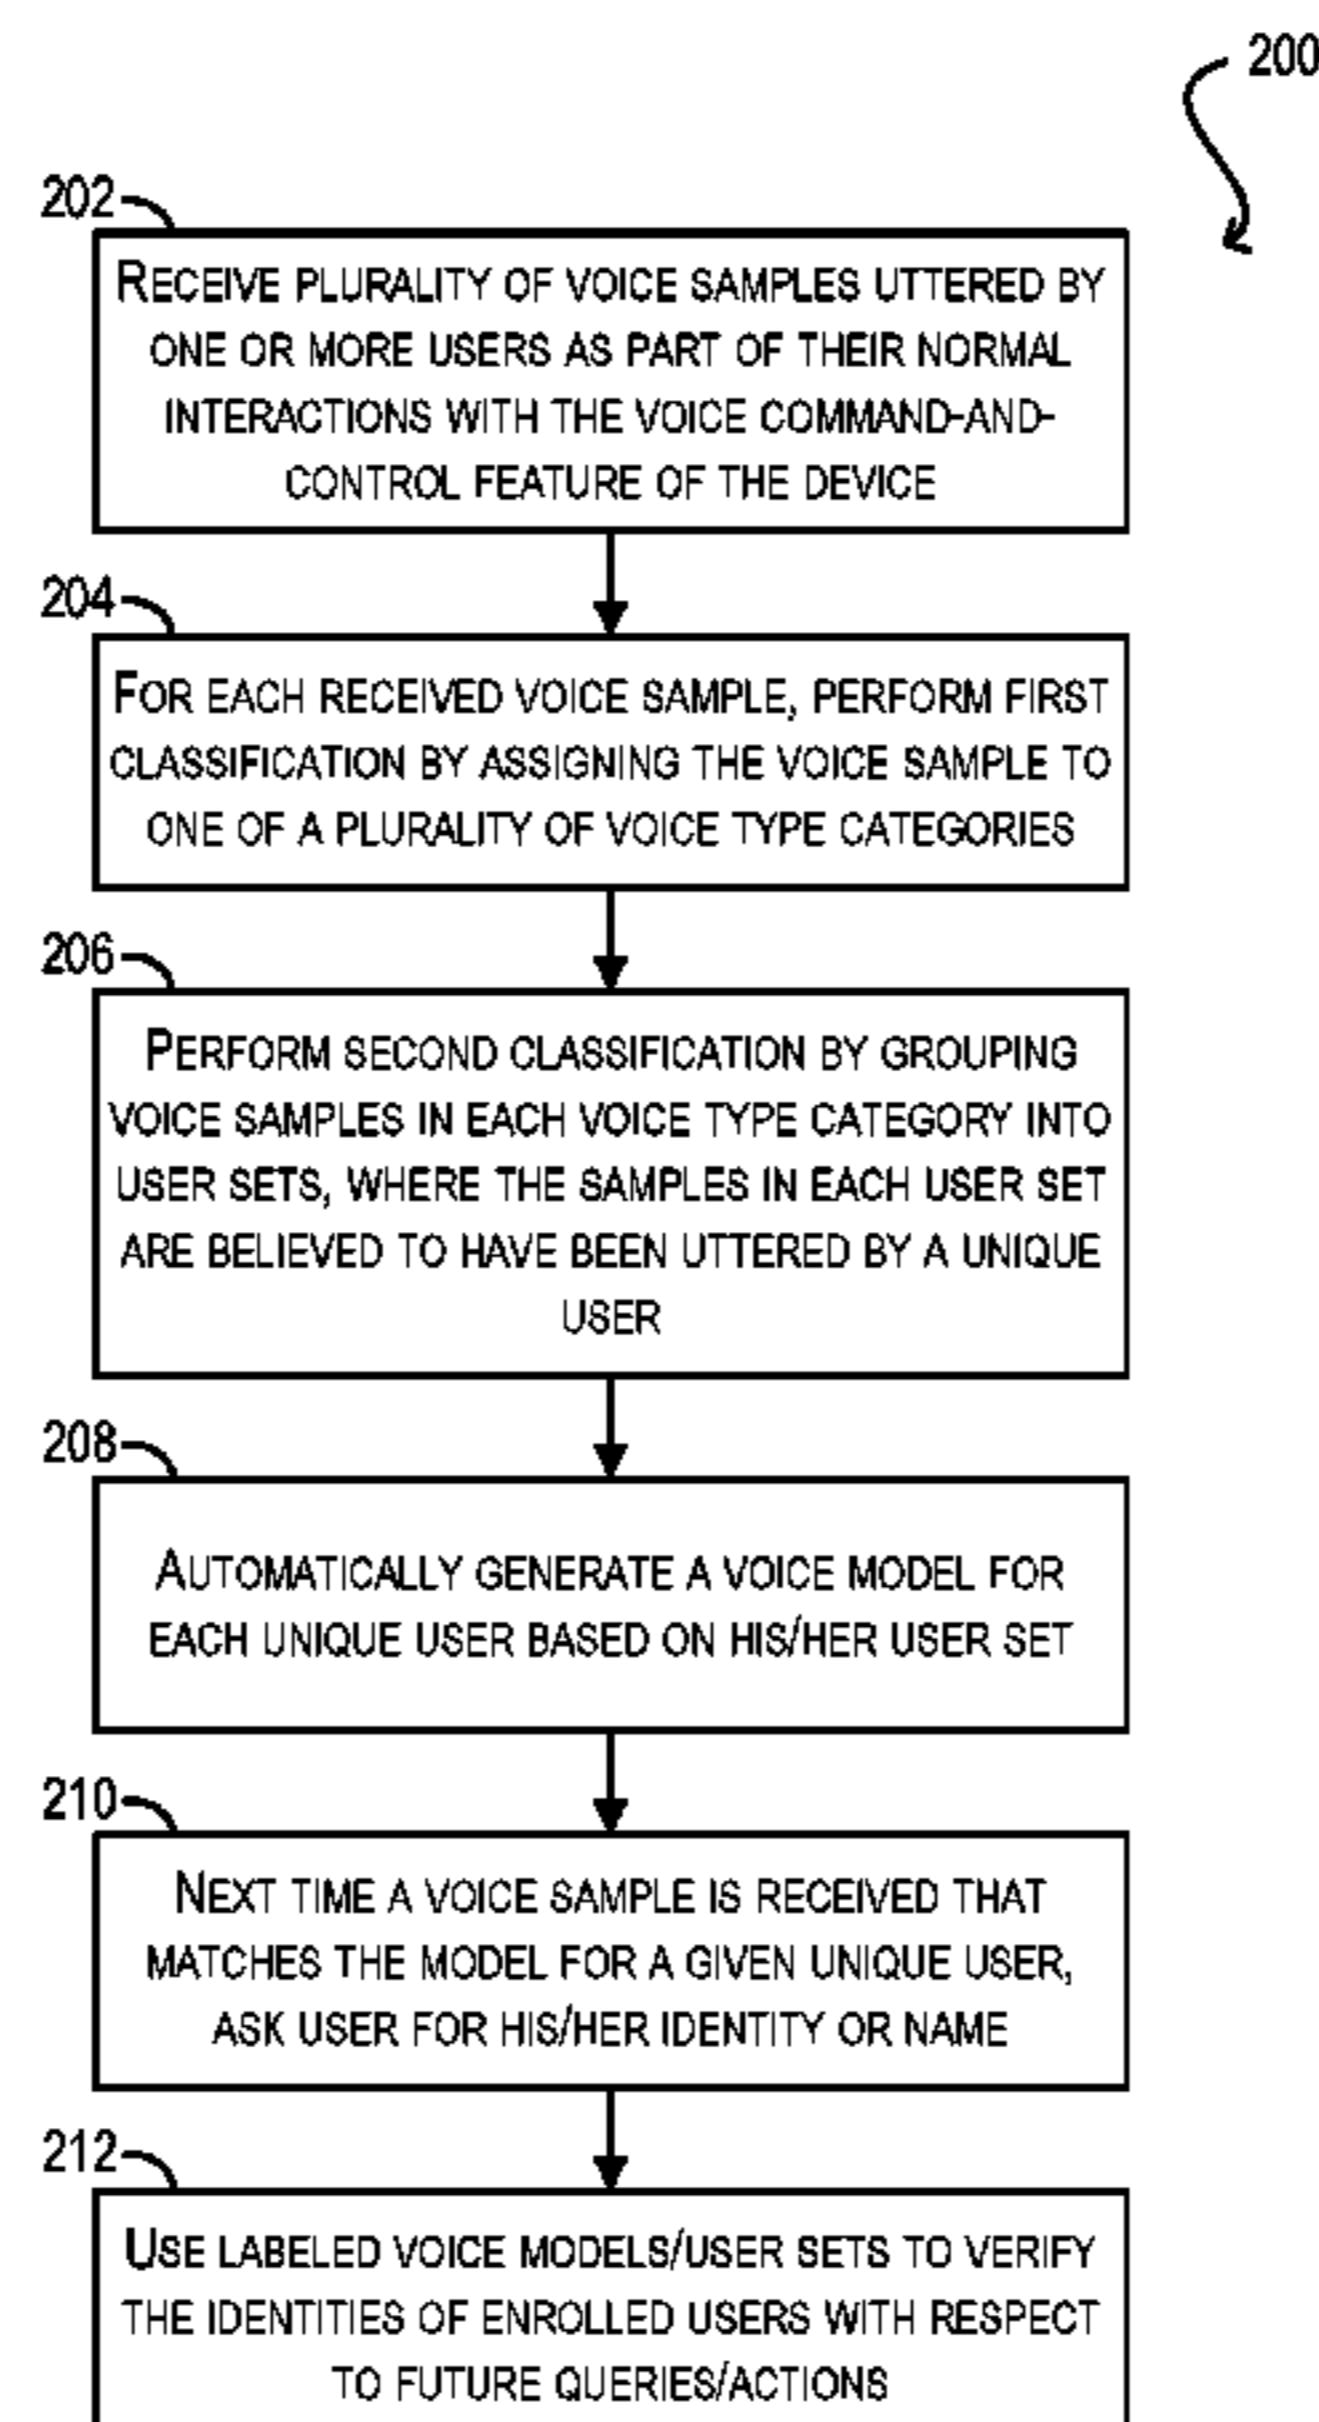 200
202
RECEIVE PLURALITY OF VOICE SAMPLES UTTERED BY
ONE OR MORE USERS AS PART OF THEIR NORMAL
INTERACTIONS WITH THE VOICE COMMAND-AND-
CONTROL FEATURE OF THE DEVICE
204
FOR EACH RECEIVED VOICE SAMPLE, PERFORM FIRST
CLASSIFICATION BY ASSIGNING THE VOICE SAMPLE TO
ONE OF A PLURALITY OF VOICE TYPE CATEGORIES
206
PERFORM SECOND CLASSIFICATION BY GROUPING
VOICE SAMPLES IN EACH VOICE TYPE CATEGORY INTO
USER SETS, WHERE THE SAMPLES IN EACH USER SET
ARE BELIEVED TO HAVE BEEN UTTERED BY A UNIQUE
USER
208
AUTOMATICALLY GENERATE A VOICE MODEL FOR
EACH UNIQUE USER BASED ON HIS/HER USER SET
210
NEXT TIME A VOICE SAMPLE IS RECEIVED THAT
MATCHES THE MODEL FOR A GIVEN UNIQUE USER,
ASK USER FOR HIS/HER IDENTITY OR NAME
212
USE LABELED VOICE MODELS/USER SETS TO VERIFY
THE IDENTITIES OF ENROLLED USERS WITH RESPECT
TO FUTURE QUERIES/ACTIONS